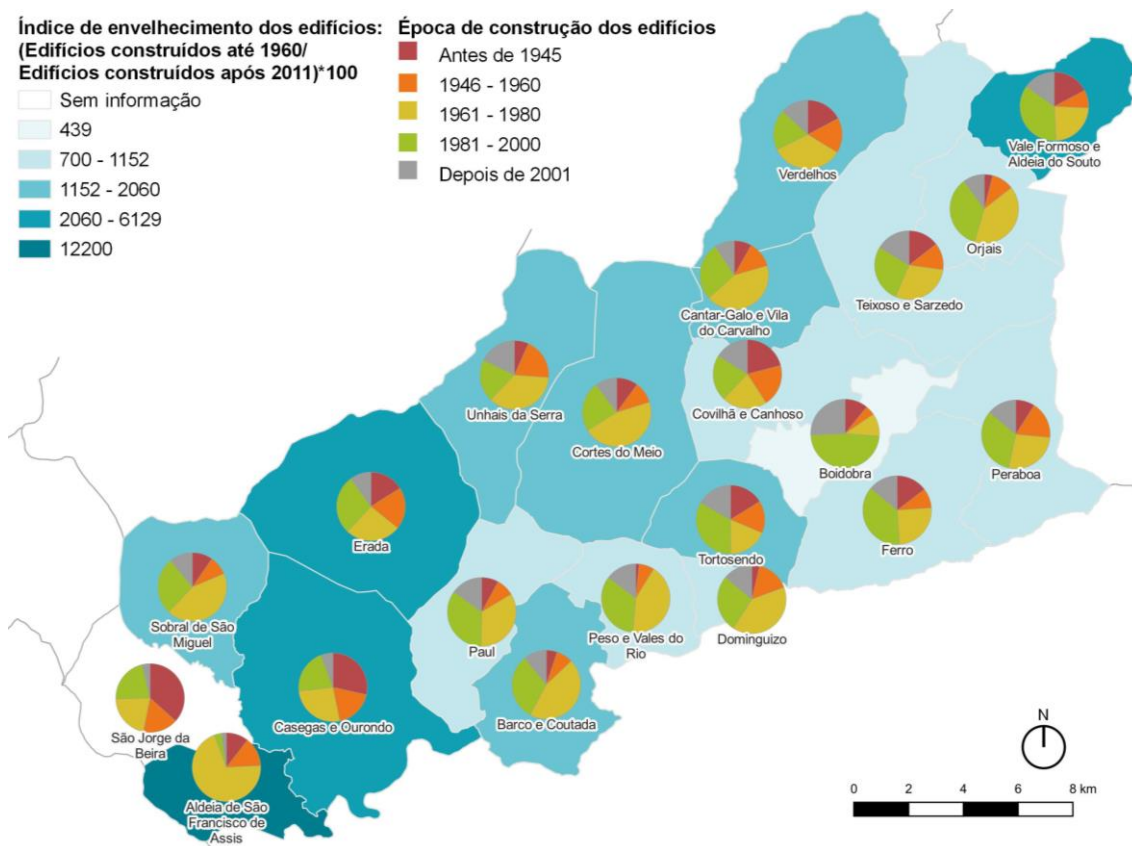 Índice de envelhecimento dos edifícios:
(Edifícios construídos até 1960/
Edifícios construídos após 2011)*100
Sem informação
439
700 - 1152
1152 - 2060
2060 - 6129
12200
Época de construção dos edifícios
Antes de 1945
1946 - 1960
1961 - 1980
1981 - 2000
Depois de 2001
Vale Formoso e
Aldeia do Souto
Verdelhos
Orjais
Teixoso e Sarzedo
Cantar-Galo e Vila
do Carvalho
Unhais da Serra
Cortes do Meio
Covilhã e Canhoso
Boidobra
Peraboa
Erada
Tortosendo
Ferro
Sobral de São
Miguel
Paul
Peso e Vales do
Rio
Dominguizo
São Jorge da
Beira
Casegas e Ourondo
Barco e Coutada
Aldeia de São
Francisco de
Assis
N
0 2 4 6 8 km